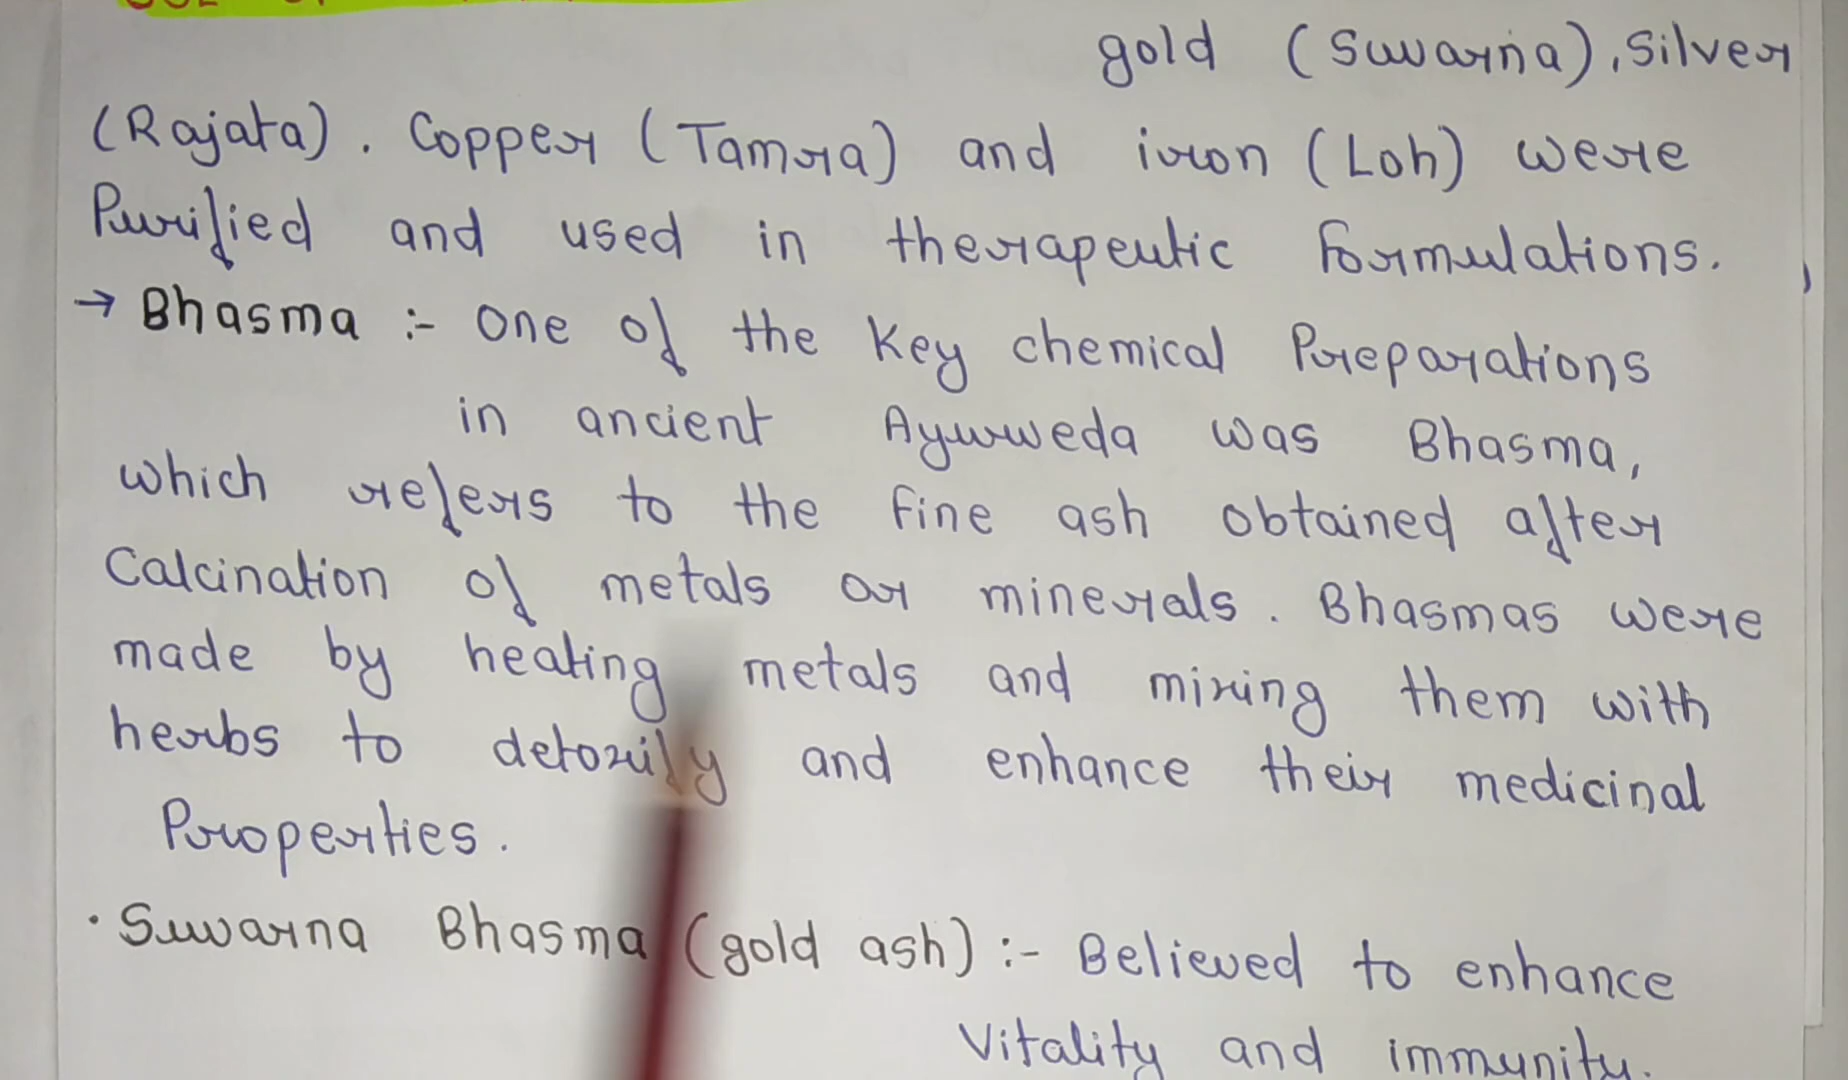 gold (Suwarna), Silver
(Rajata). Copper (Tamra) and iron (Loh) were
Purified and used in therapeutic formulations.
→ Bhasma :- One of the Key chemical Preparations
in ancient Ayurveda was Bhasma,
which refers to the fine ash obtained after
Calcination of metals or minerals. Bhasmas were
made by heating metals and mixing them with
herbs to detoxify and enhance their medicinal
Properties.
• Suwarna Bhasma (gold ash) :- Believed to enhance
Vitality and immunity.